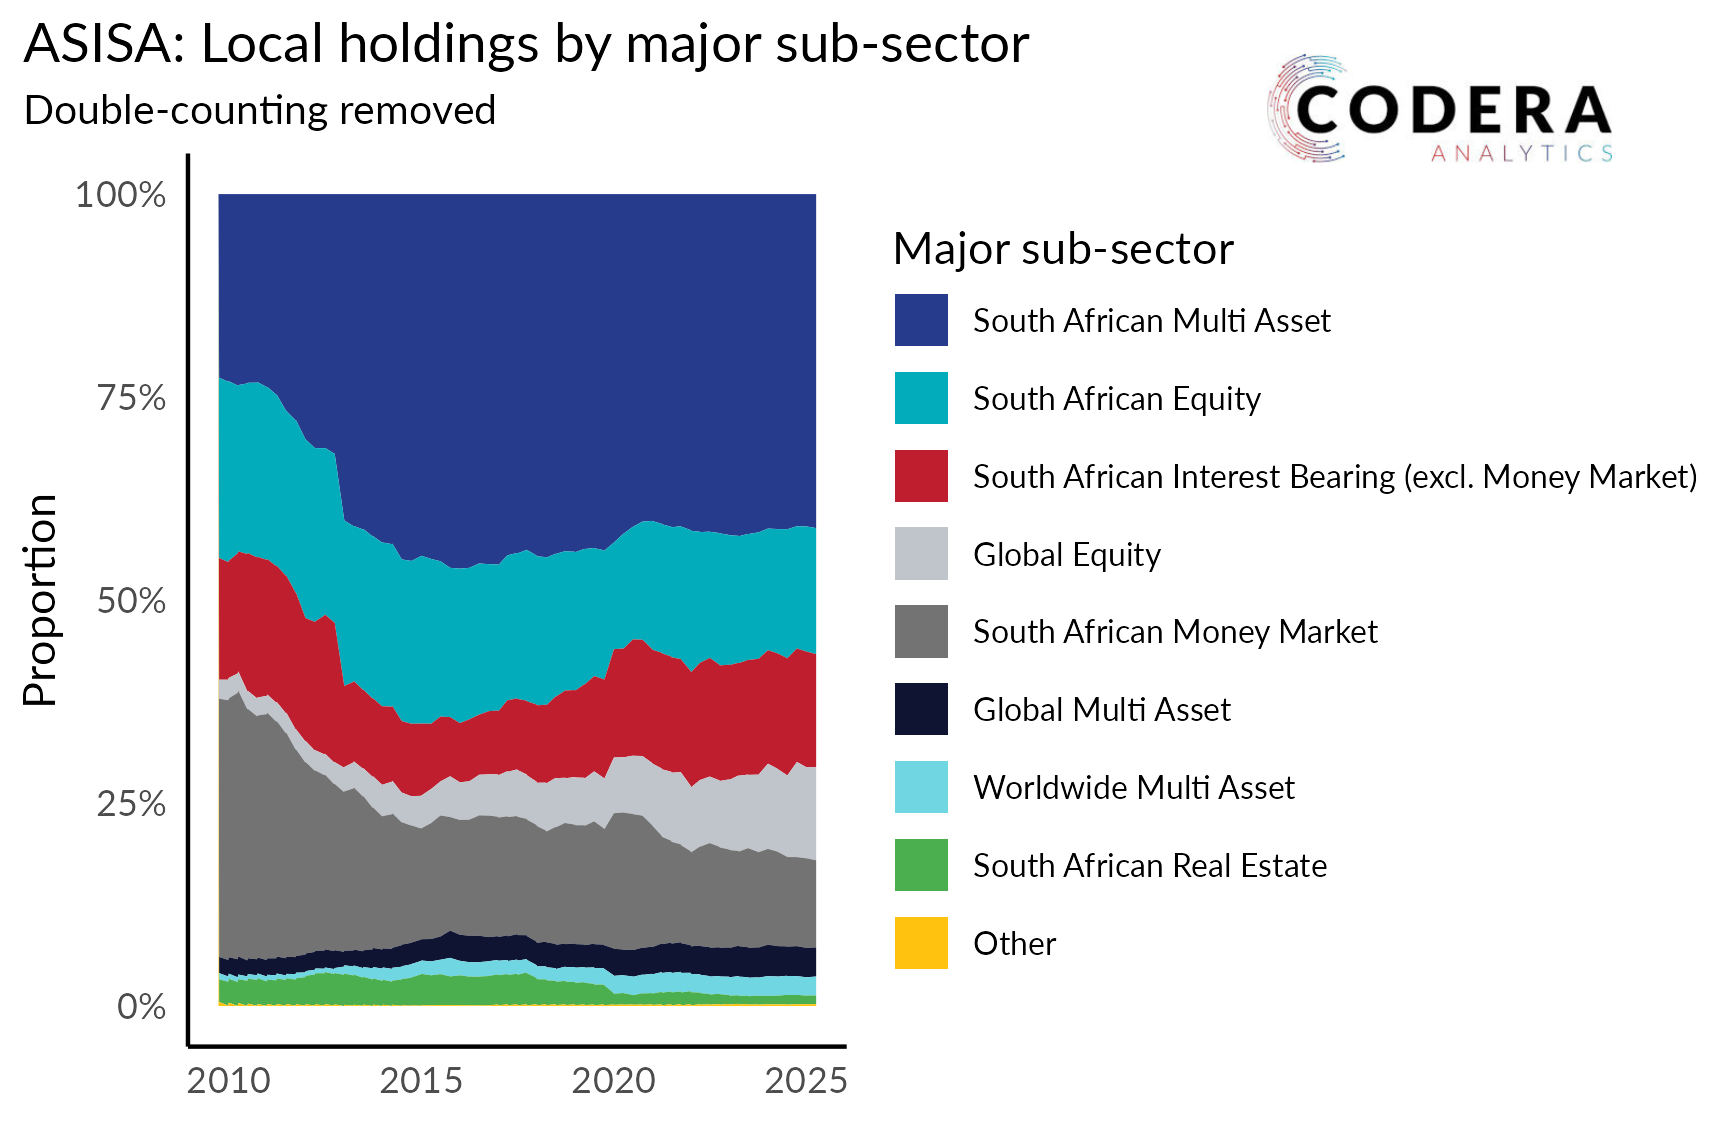 ASISA: Local holdings by major sub-sector
Double-counting removed
CODERA
ANALYTICS
100%
75%
50%
25%
0%
Proportion
2010
2015
2020
2025
Major sub-sector
South African Multi Asset
South African Equity
South African Interest Bearing (excl. Money Market)
Global Equity
South African Money Market
Global Multi Asset
Worldwide Multi Asset
South African Real Estate
Other